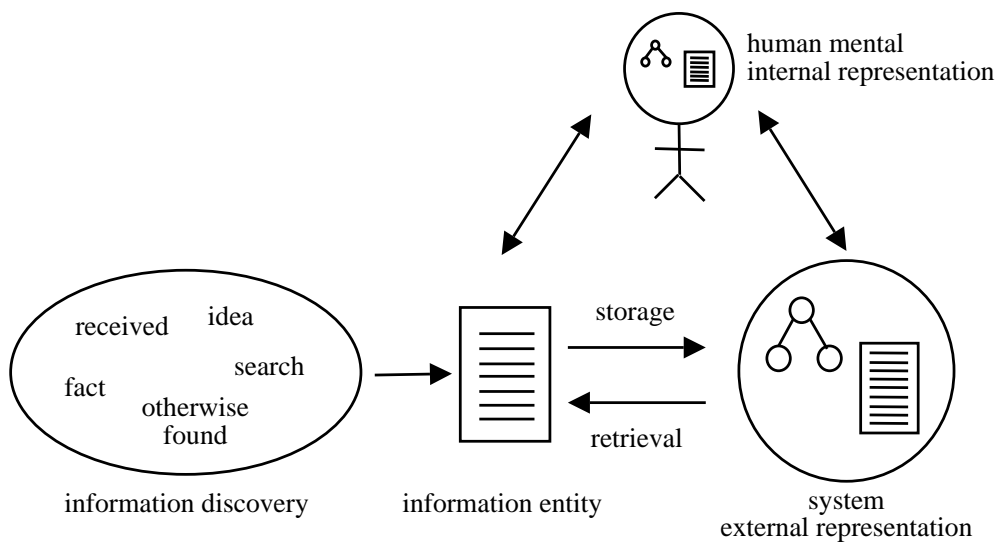 human mental
internal representation
received
idea
search
fact
otherwise
found
storage
retrieval
information discovery
information entity
system
external representation